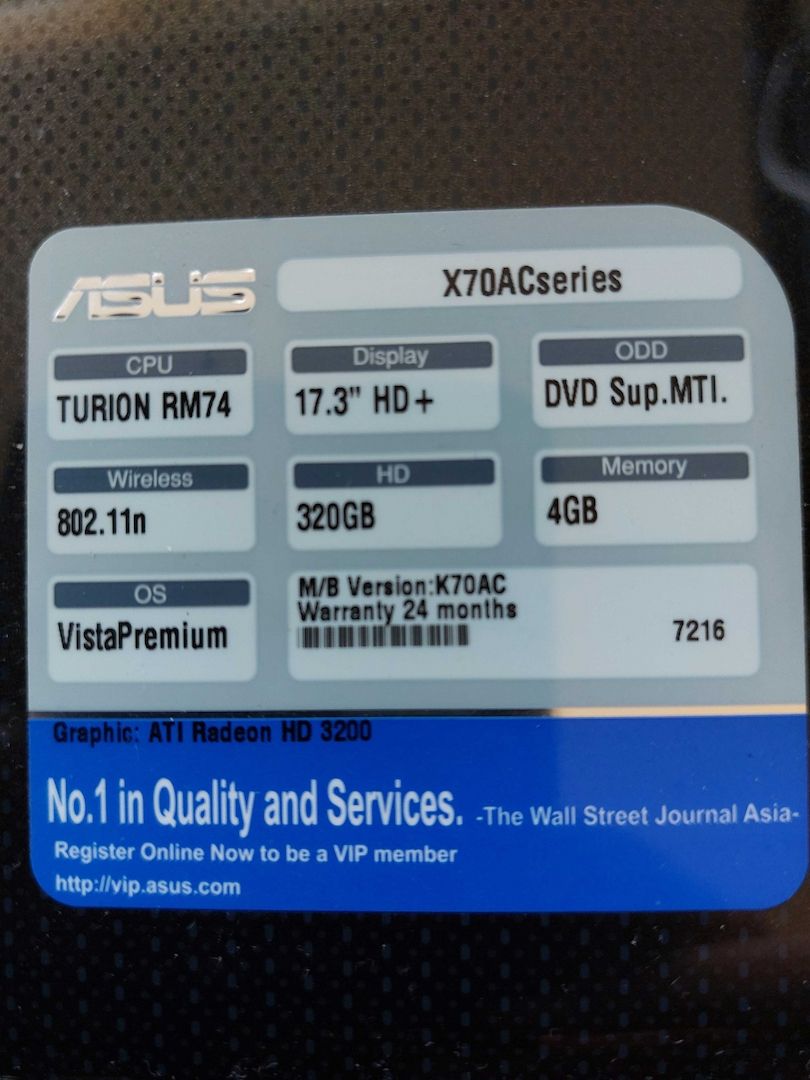 ASUS
X70ACseries
CPU
TURION RM74
Display
17.3" HD+
ODD
DVD Sup.MTI.
Wireless
802.11n
HD
320GB
Memory
4GB
OS
VistaPremium
M/B Version:K70AC
Warranty 24 months
7216
Graphic: ATI Radeon HD 3200
No.1 in Quality and Services. -The Wall Street Journal Asia-
Register Online Now to be a VIP member
http://vip.asus.com